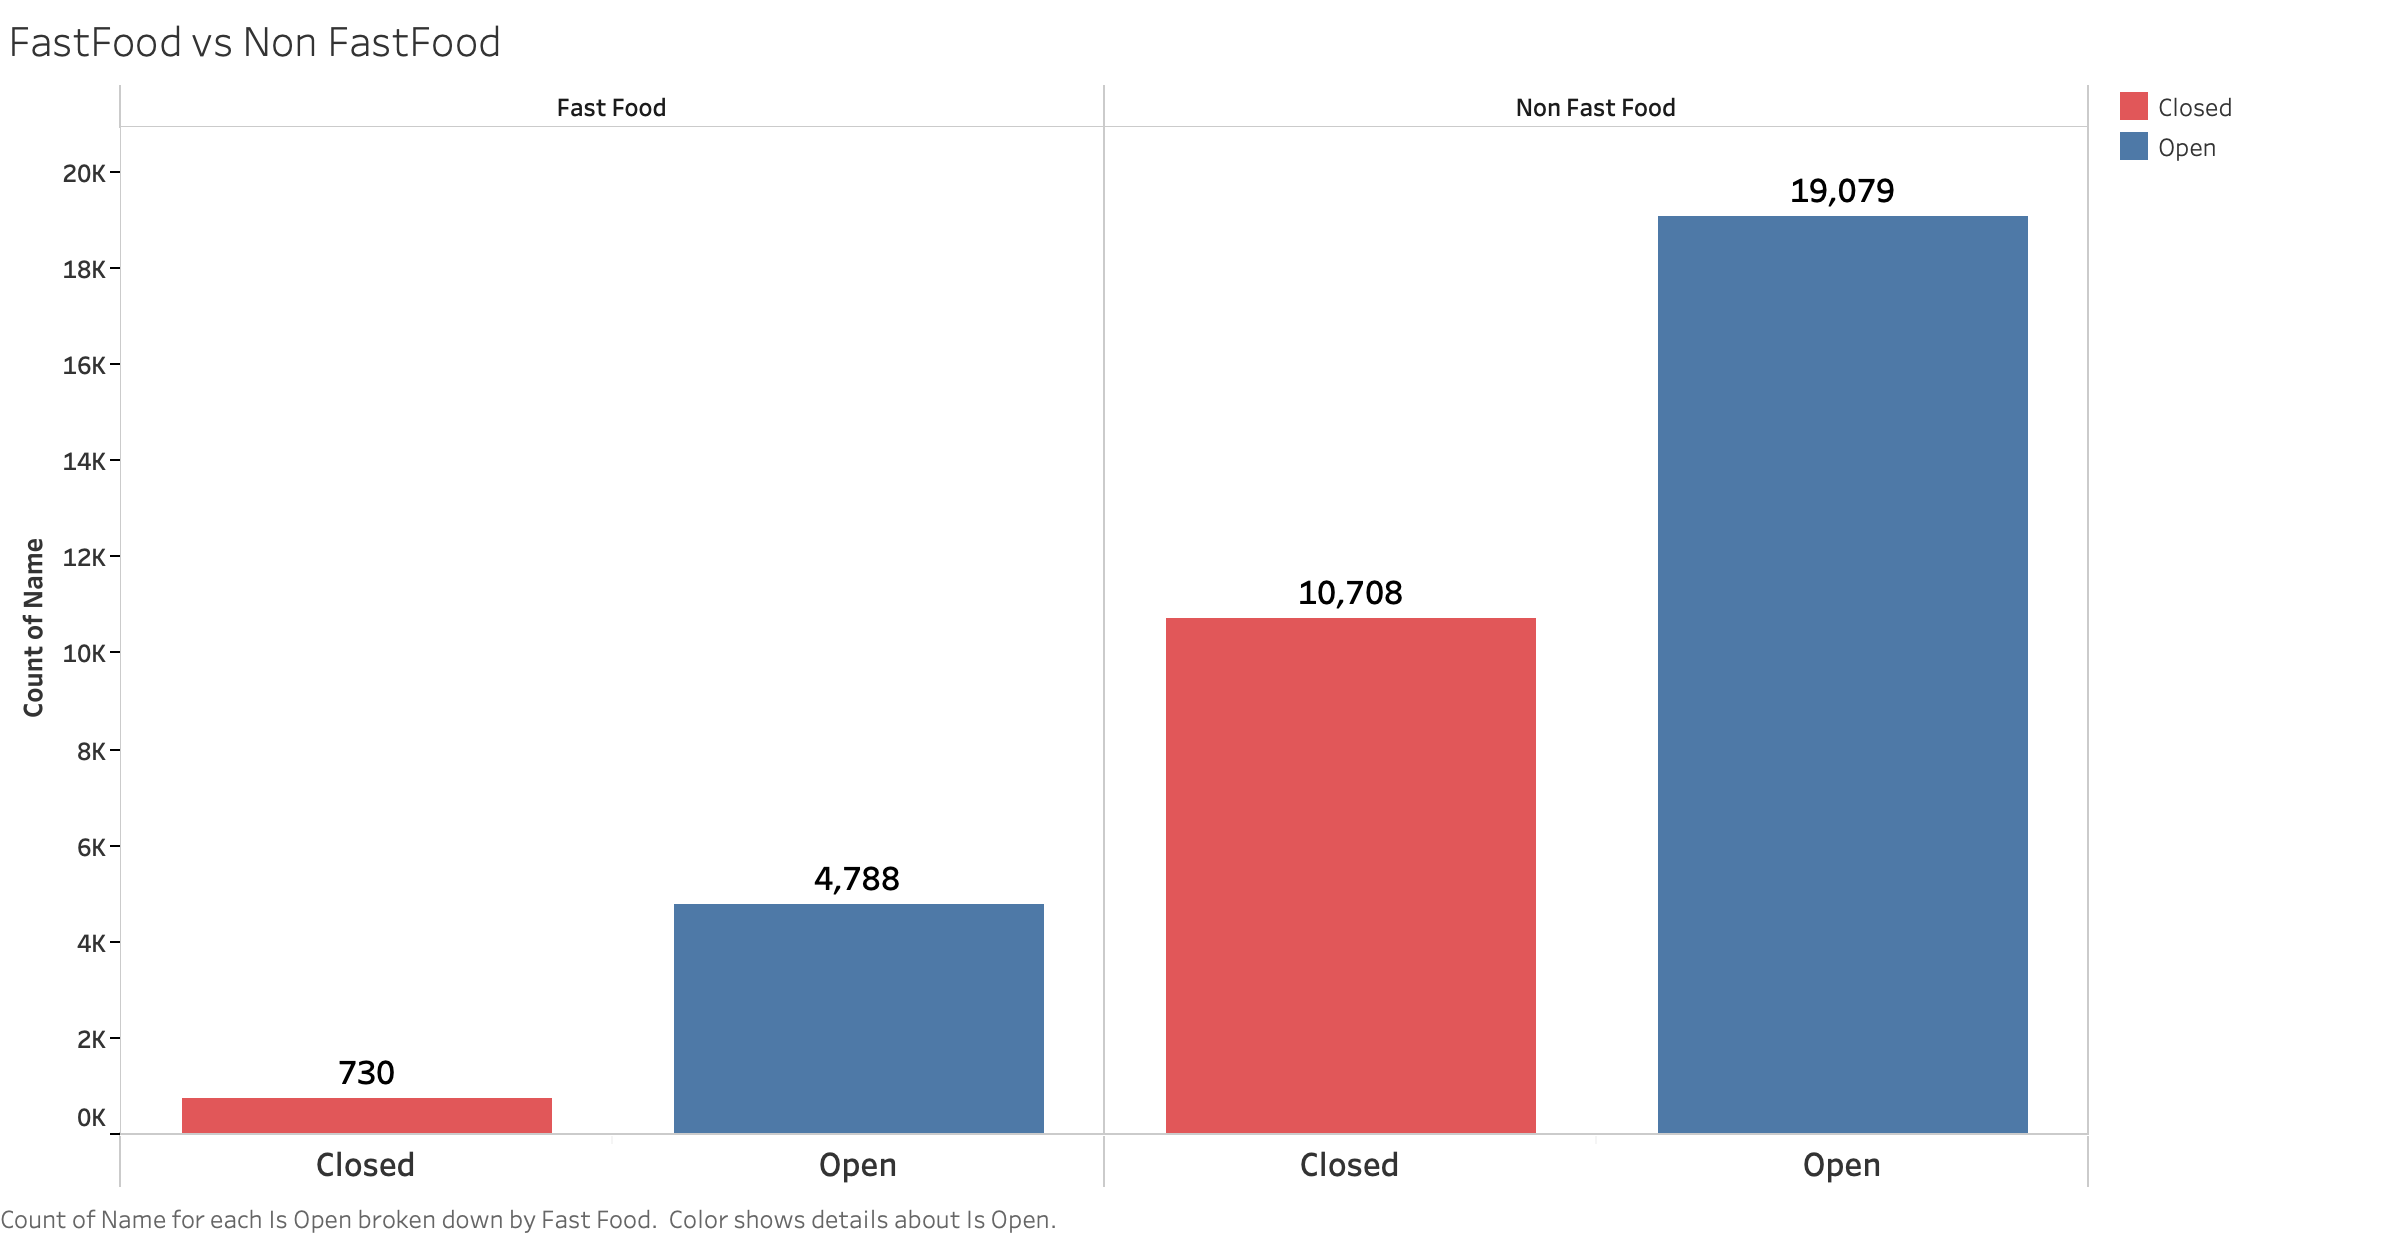 FastFood vs Non FastFood
Fast Food
Non Fast Food
Closed
Open
20K
18K
16K
14K
12K
10K
8K
6K
4K
2K
0K
Count of Name
730
4,788
10,708
19,079
Closed
Open
Closed
Open
Count of Name for each Is Open broken down by Fast Food.  Color shows details about Is Open.